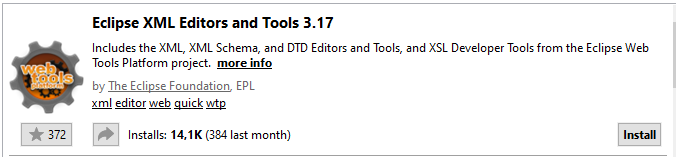 Eclipse XML Editors and Tools 3.17
Includes the XML, XML Schema, and DTD Editors and Tools, and XSL Developer Tools from the Eclipse Web
Tools Platform project. more info
web
tools
platform
by The Eclipse Foundation, EPL
xml editor web quick wtp
372
Installs: 14,1K (384 last month)
Install